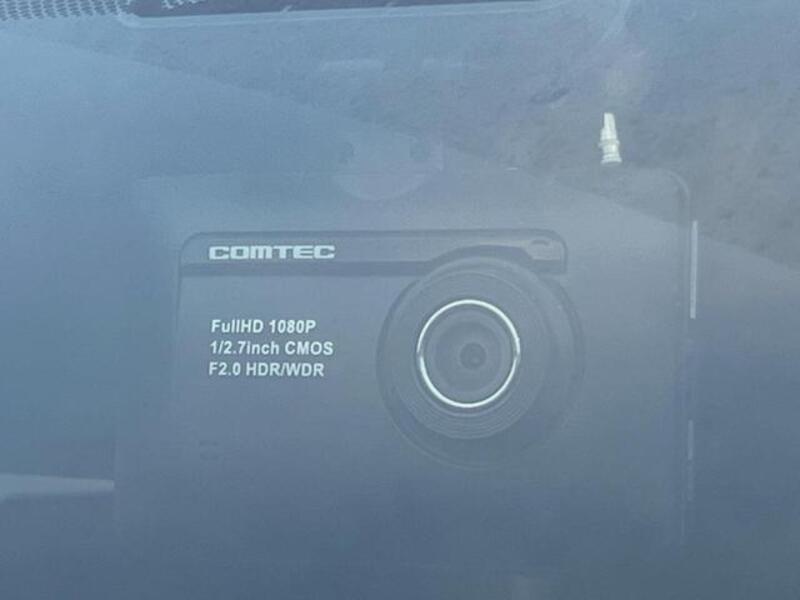 COMTEC
FullHD 1080P
1/2.7inch CMOS
F2.0 HDR/WDR